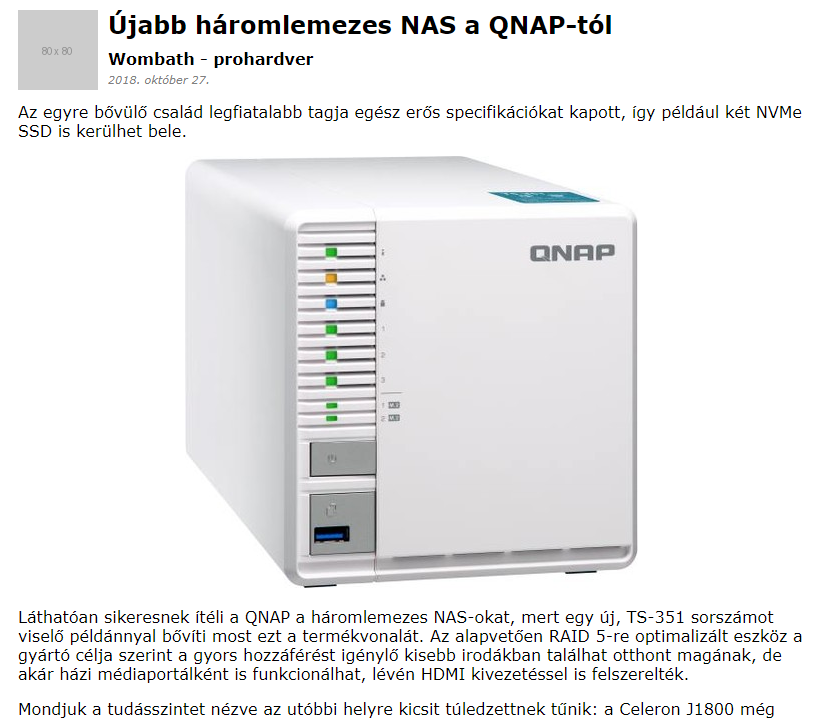 80 x 80
Újabb háromlemezes NAS a QNAP-tól
Wombath - prohardver
2018. október 27.
Az egyre bővülő család legfiatalabb tagja egész erős specifikációkat kapott, így például két NVMe
SSD is kerülhet bele.
QNAP
1
2
3
1 M.2
2 M.2
Láthatóan sikeresnek ítéli a QNAP a háromlemezes NAS-okat, mert egy új, TS-351 sorszámot
viselő példánnyal bővíti most ezt a termékvonalát. Az alapvetően RAID 5-re optimalizált eszköz a
gyártó célja szerint a gyors hozzáférést igénylő kisebb irodákban találhat otthont magának, de
akár házi médiaportálként is funkcionálhat, lévén HDMI kivezetéssel is felszerelték.
Mondjuk a tudásszintet nézve az utóbbi helyre kicsit túledzettnek tűnik: a Celeron J1800 még